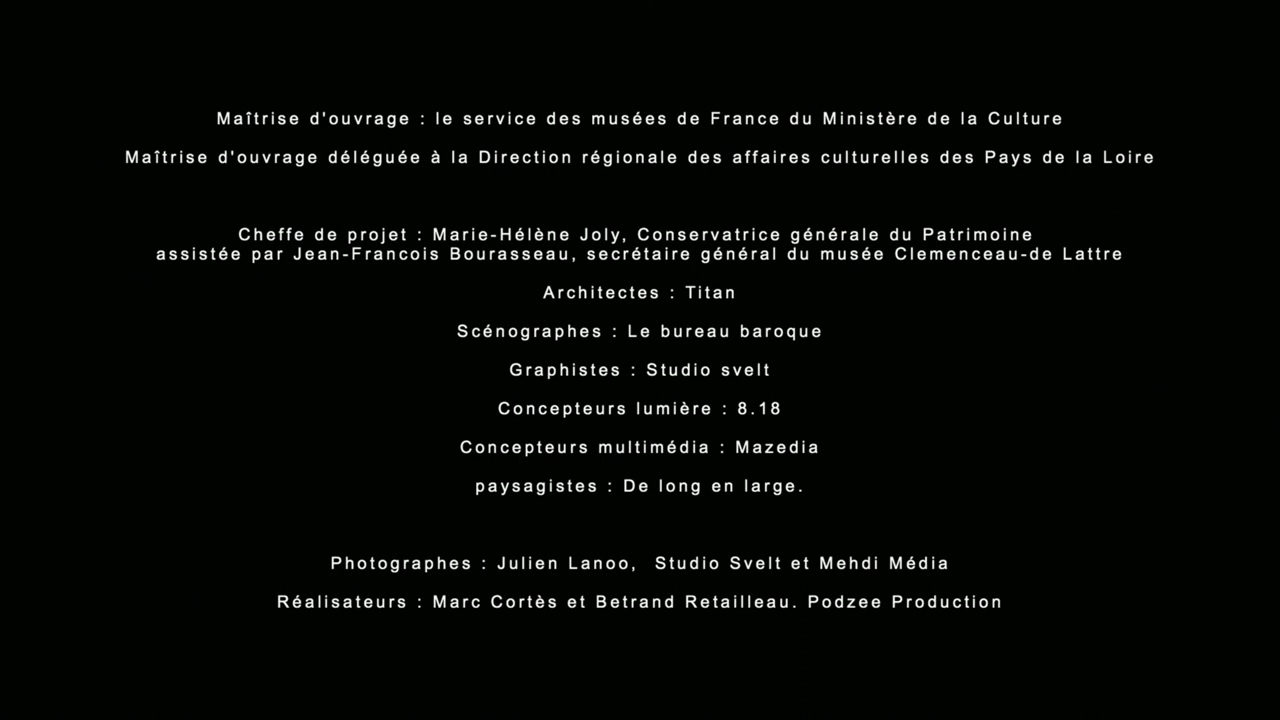 Maîtrise d'ouvrage : le service des musées de France du Ministère de la Culture
Maîtrise d'ouvrage déléguée à la Direction régionale des affaires culturelles des Pays de la Loire
Cheffe de projet : Marie-Hélène Joly, Conservatrice générale du Patrimoine
assistée par Jean-Francois Bourasseau, secrétaire général du musée Clemenceau-de Lattre
Architectes : Titan
Scénographes : Le bureau baroque
Graphistes : Studio svelt
Concepteurs lumière : 8.18
Concepteurs multimédia : Mazedia
paysagistes : De long en large.
Photographes : Julien Lanoo,  Studio Svelt et Mehdi Média
Réalisateurs : Marc Cortès et Betrand Retailleau. Podzee Production